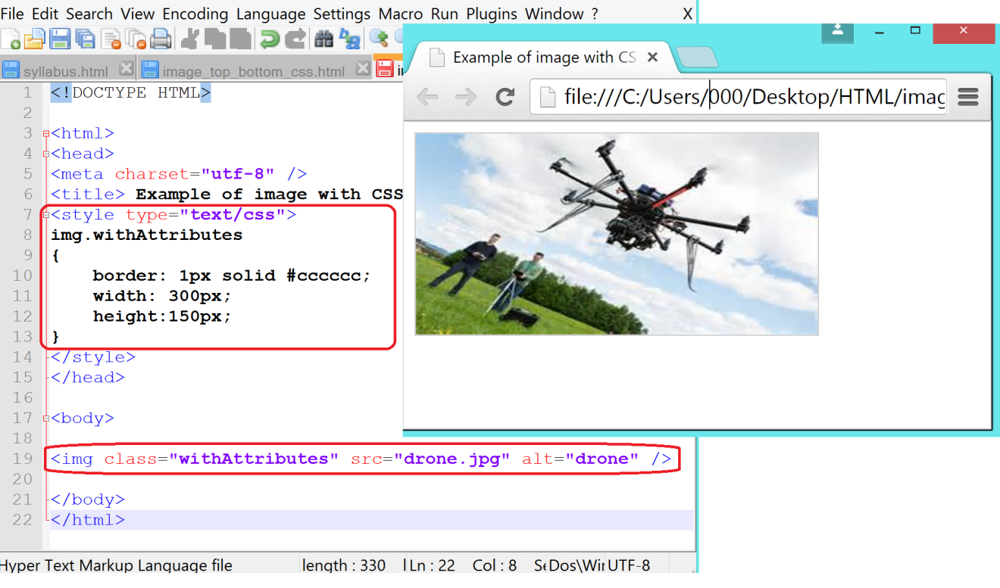 File Edit Search View Encoding Language Settings Macro Run Plugins Window ? X
syllabus.html image_top_bottom_css.html
1 <!DOCTYPE HTML>
2
3 <html>
4 <head>
5 <meta charset="utf-8" />
6 <title> Example of image with CSS
7 <style type="text/css">
8 img.withAttributes
9 {
10 border: 1px solid #cccccc;
11 width: 300px;
12 height:150px;
13 }
14 </style>
15 </head>
16
17 <body>
18
19 <img class="withAttributes" src="drone.jpg" alt="drone" />
20
21 </body>
22 </html>
Hyper Text Markup Language file length : 330 Ln : 22 Col : 8 Dos\Wi UTF-8
Example of image with CS
file:///C:/Users/000/Desktop/HTML/imag